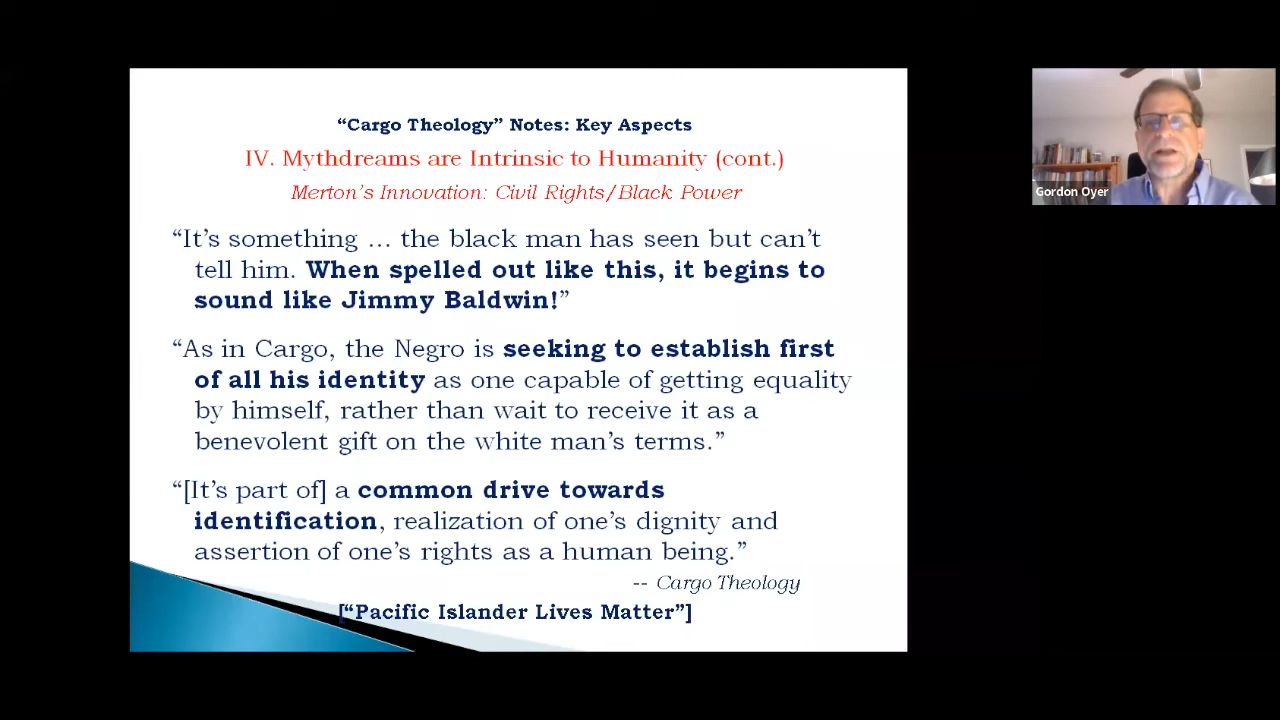 “Cargo Theology” Notes: Key Aspects
IV. Mythdreams are Intrinsic to Humanity (cont.)
Merton’s Innovation: Civil Rights/Black Power
“It’s something ... the black man has seen but can’t
tell him. When spelled out like this, it begins to
sound like Jimmy Baldwin!”
“As in Cargo, the Negro is seeking to establish first
of all his identity as one capable of getting equality
by himself, rather than wait to receive it as a
benevolent gift on the white man’s terms.”
“[It’s part of] a common drive towards
identification, realization of one’s dignity and
assertion of one’s rights as a human being.”
-- Cargo Theology
[“Pacific Islander Lives Matter”]
Gordon Oyer